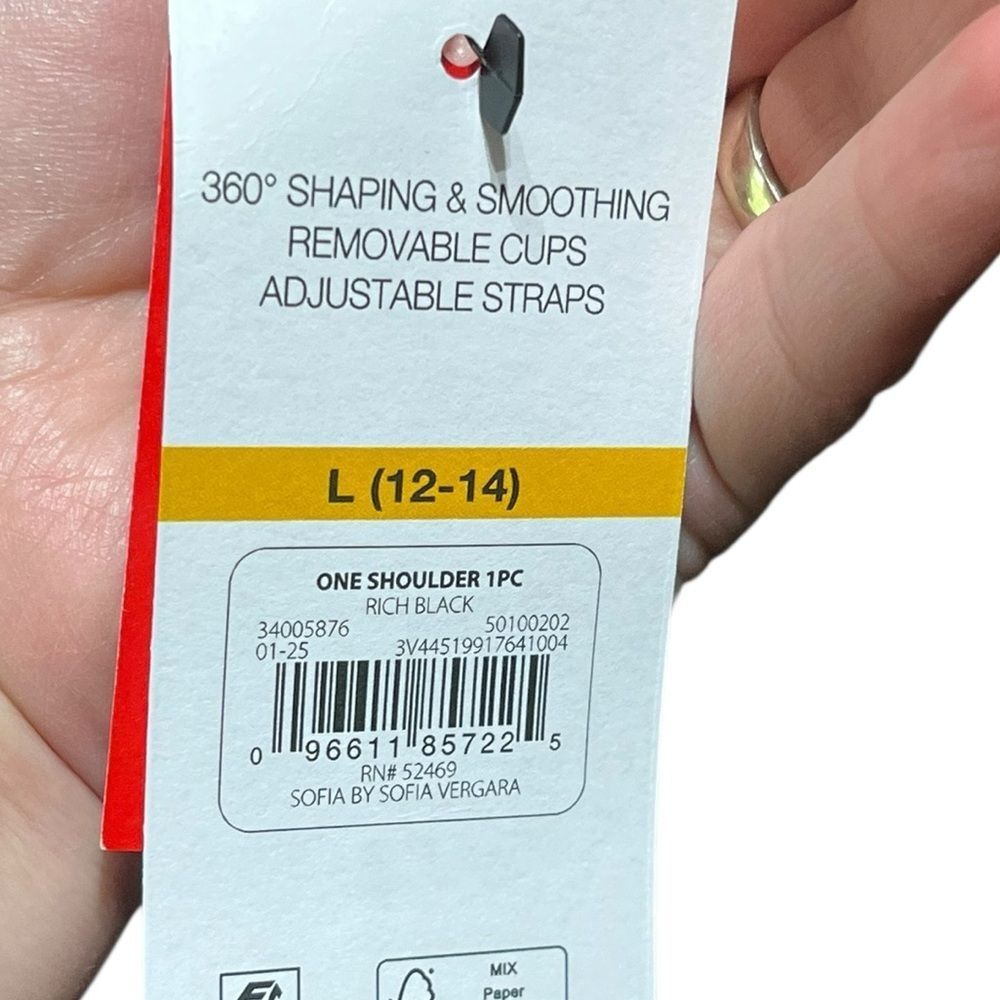 360° SHAPING & SMOOTHING
REMOVABLE CUPS
ADJUSTABLE STRAPS
L (12-14)
ONE SHOULDER 1PC
RICH BLACK
34005876 50100202
01-25 3V44519917641004
0 96611 85722 5
RN# 52469
SOFIA BY SOFIA VERGARA
MIX
Paper